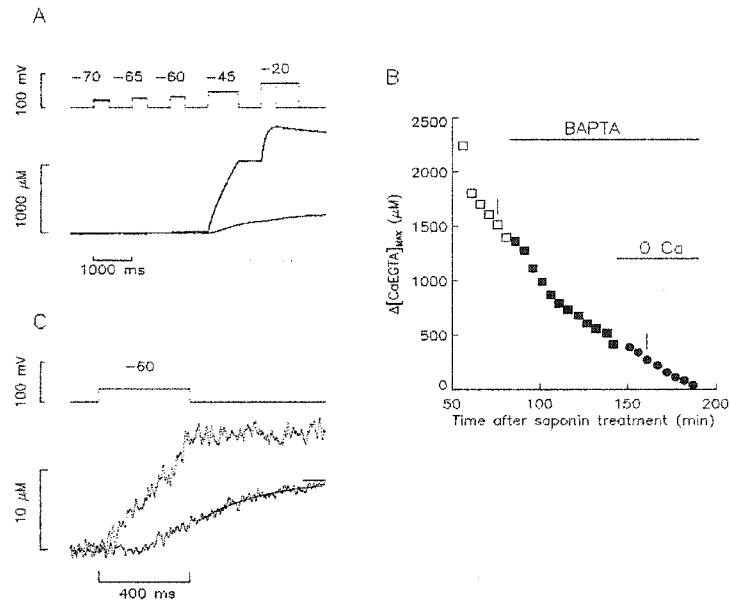 A
-70 -65 -60 -45 -20
100 mV
1000 μM
1000 ms
B
BAPTA
O Ca
Δ[CaEGTA]MAX (μM)
2500
2000
1500
1000
500
0
50 100 150 200
Time after saponin treatment (min)
C
-60
100 mV
10 μM
400 ms